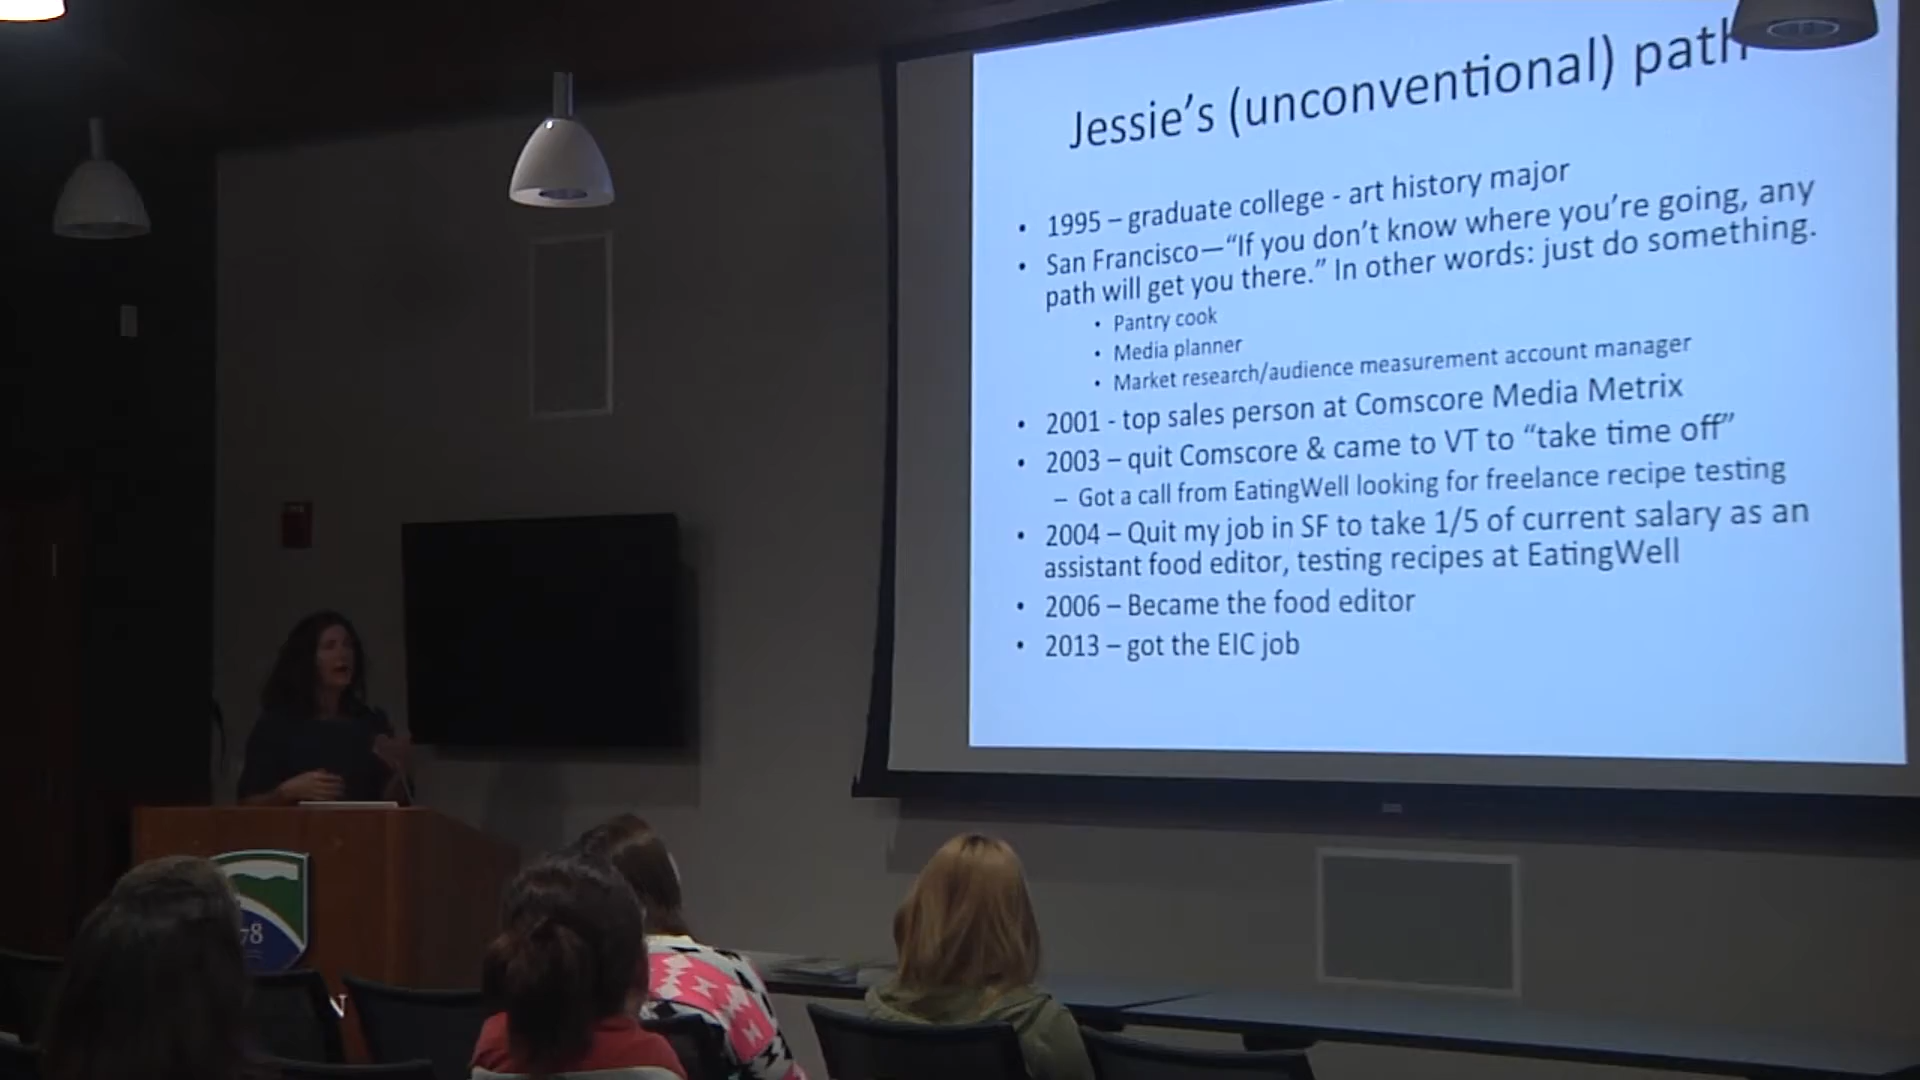 Jessie's (unconventional) path
• 1995 – graduate college - art history major
• San Francisco—“If you don’t know where you’re going, any
path will get you there.” In other words: just do something.
• Pantry cook
• Media planner
• Market research/audience measurement account manager
• 2001 - top sales person at Comscore Media Metrix
• 2003 – quit Comscore & came to VT to “take time off”
– Got a call from EatingWell looking for freelance recipe testing
• 2004 – Quit my job in SF to take 1/5 of current salary as an
assistant food editor, testing recipes at EatingWell
• 2006 – Became the food editor
• 2013 – got the EIC job
78
N